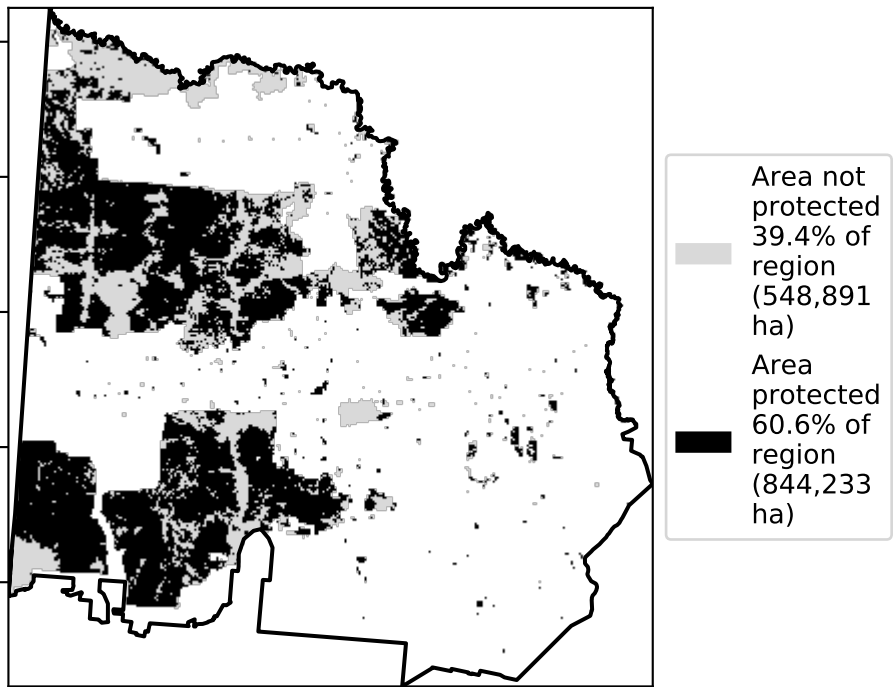 Area not
protected
39.4% of
region
(548,891
ha)
Area
protected
60.6% of
region
(844,233
ha)